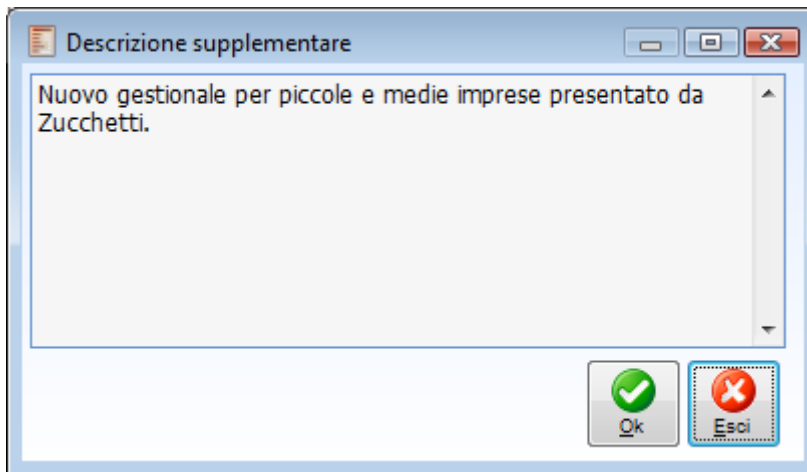 Descrizione supplementare
Nuovo gestionale per piccole e medie imprese presentato da
Zucchetti.
Ok
Esci